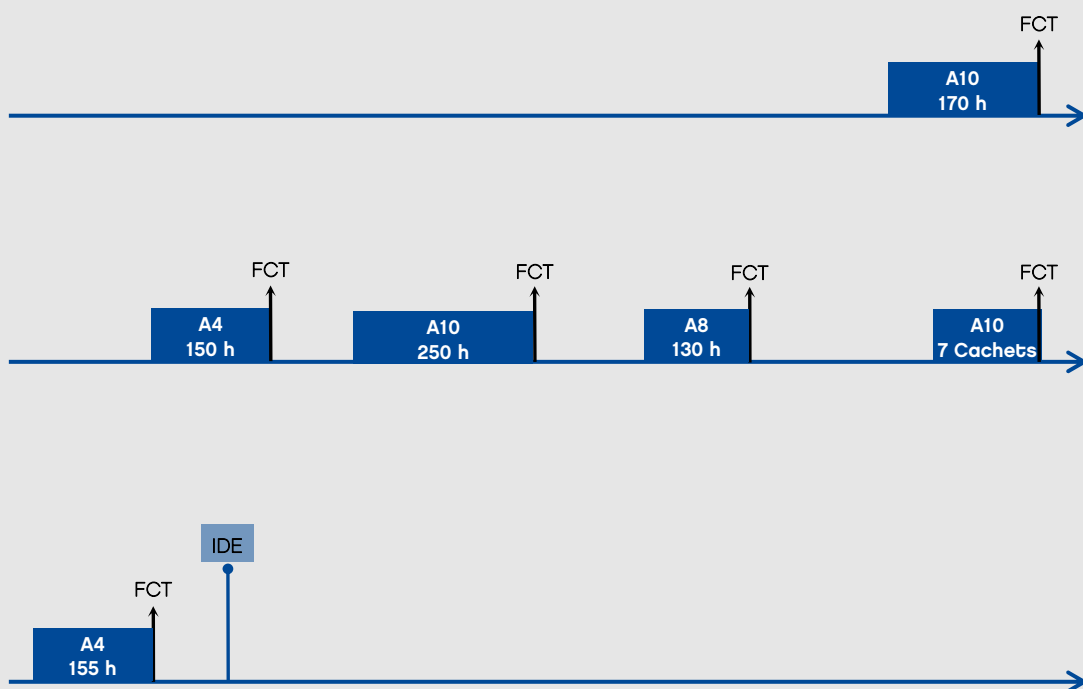 FCT
A10
170 h
FCT
FCT
FCT
FCT
A4
150 h
A10
250 h
A8
130 h
A10
7 Cachets
IDE
FCT
A4
155 h